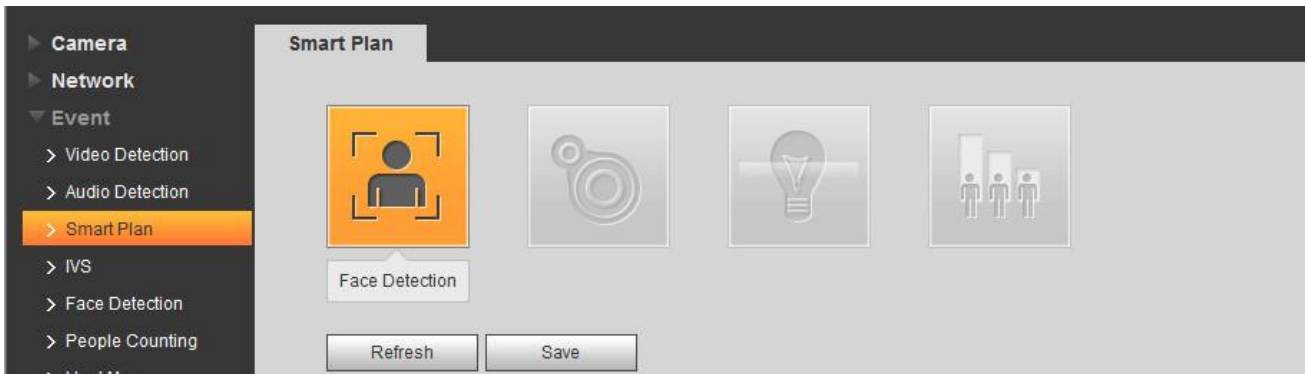 Camera
Network
Event
Video Detection
Audio Detection
Smart Plan
IVS
Face Detection
People Counting
Smart Plan
Face Detection
Refresh
Save